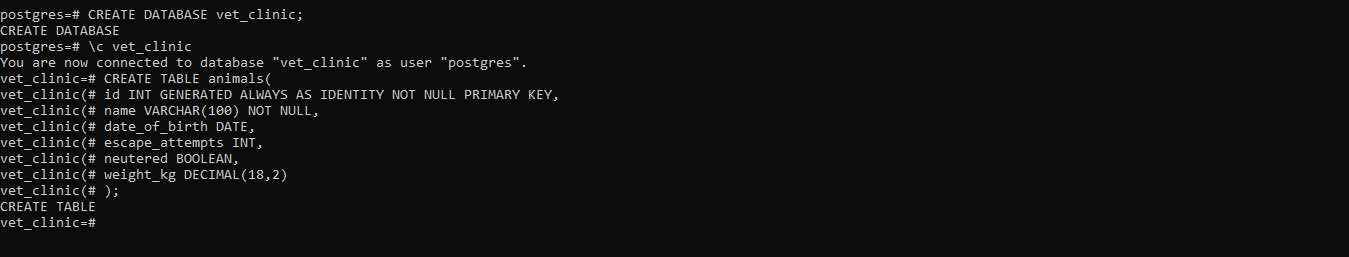 postgres=# CREATE DATABASE vet_clinic;
CREATE DATABASE
postgres=# \c vet_clinic
You are now connected to database "vet_clinic" as user "postgres".
vet_clinic=# CREATE TABLE animals(
vet_clinic(# id INT GENERATED ALWAYS AS IDENTITY NOT NULL PRIMARY KEY,
vet_clinic(# name VARCHAR(100) NOT NULL,
vet_clinic(# date_of_birth DATE,
vet_clinic(# escape_attempts INT,
vet_clinic(# neutered BOOLEAN,
vet_clinic(# weight_kg DECIMAL(18,2)
vet_clinic(# );
CREATE TABLE
vet_clinic=#